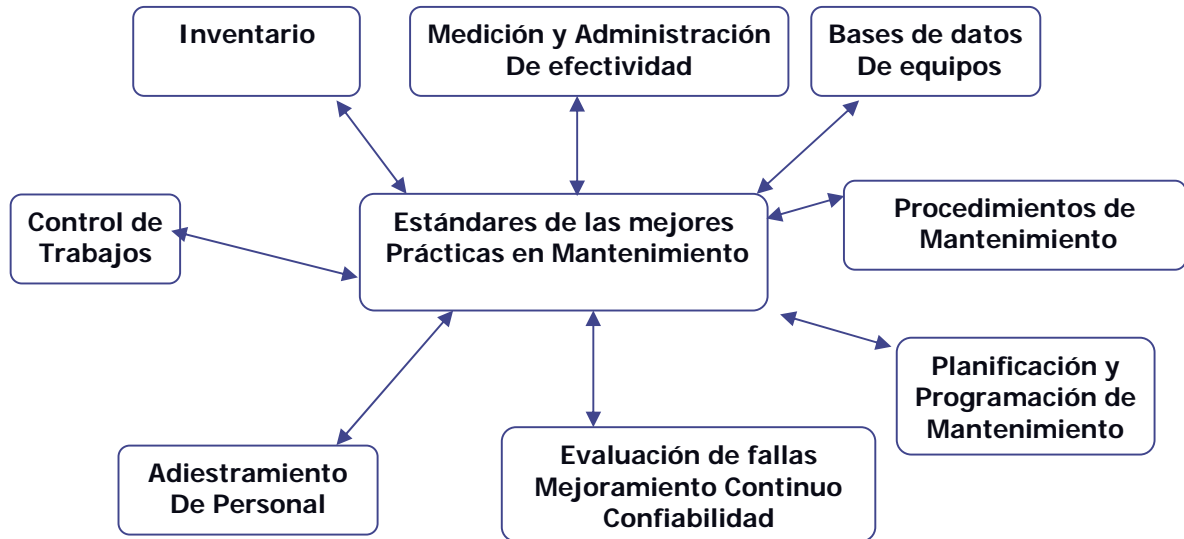 Inventario
Medición y Administración
De efectividad
Bases de datos
De equipos
Control de
Trabajos
Estándares de las mejores
Prácticas en Mantenimiento
Procedimientos de
Mantenimiento
Planificación y
Programación de
Mantenimiento
Adiestramiento
De Personal
Evaluación de fallas
Mejoramiento Continuo
Confiabilidad